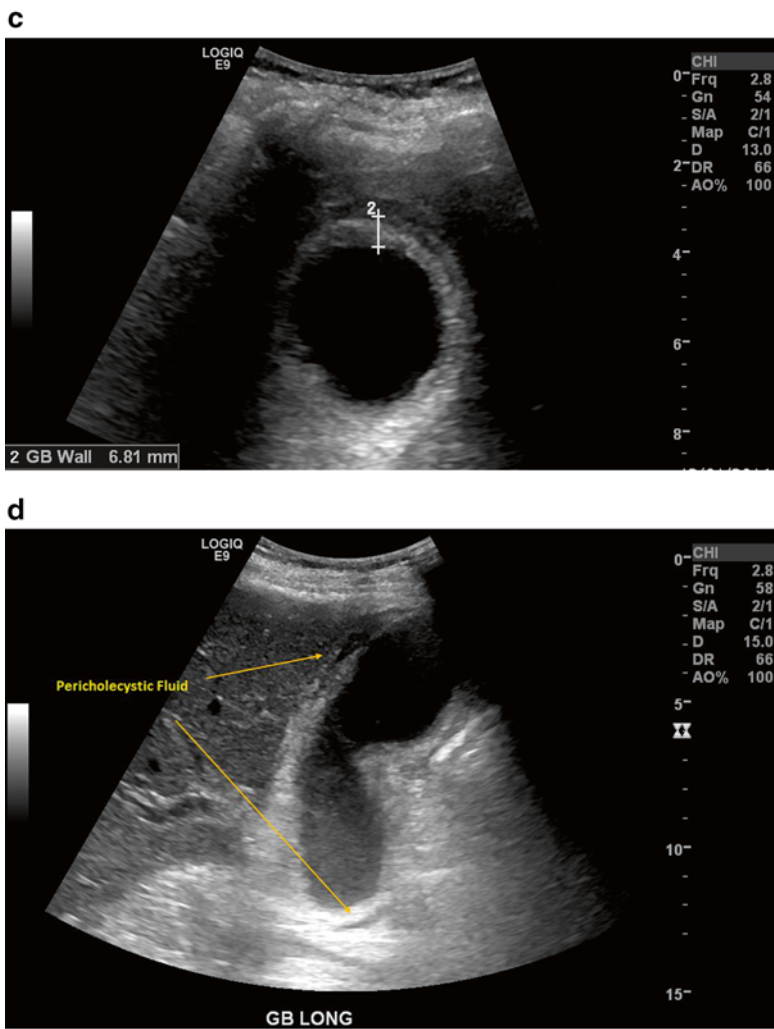 c
LOGIQ
E9
CHI
Frq 2.8
Gn 54
S/A 2/1
Map C/1
D 13.0
DR 66
AO% 100
0
2
4
6
8
2
2 GB Wall 6.81 mm
d
LOGIQ
E9
CHI
Frq 2.8
Gn 58
S/A 2/1
Map C/1
D 15.0
DR 66
AO% 100
0
5
10
15
Pericholecystic Fluid
GB LONG